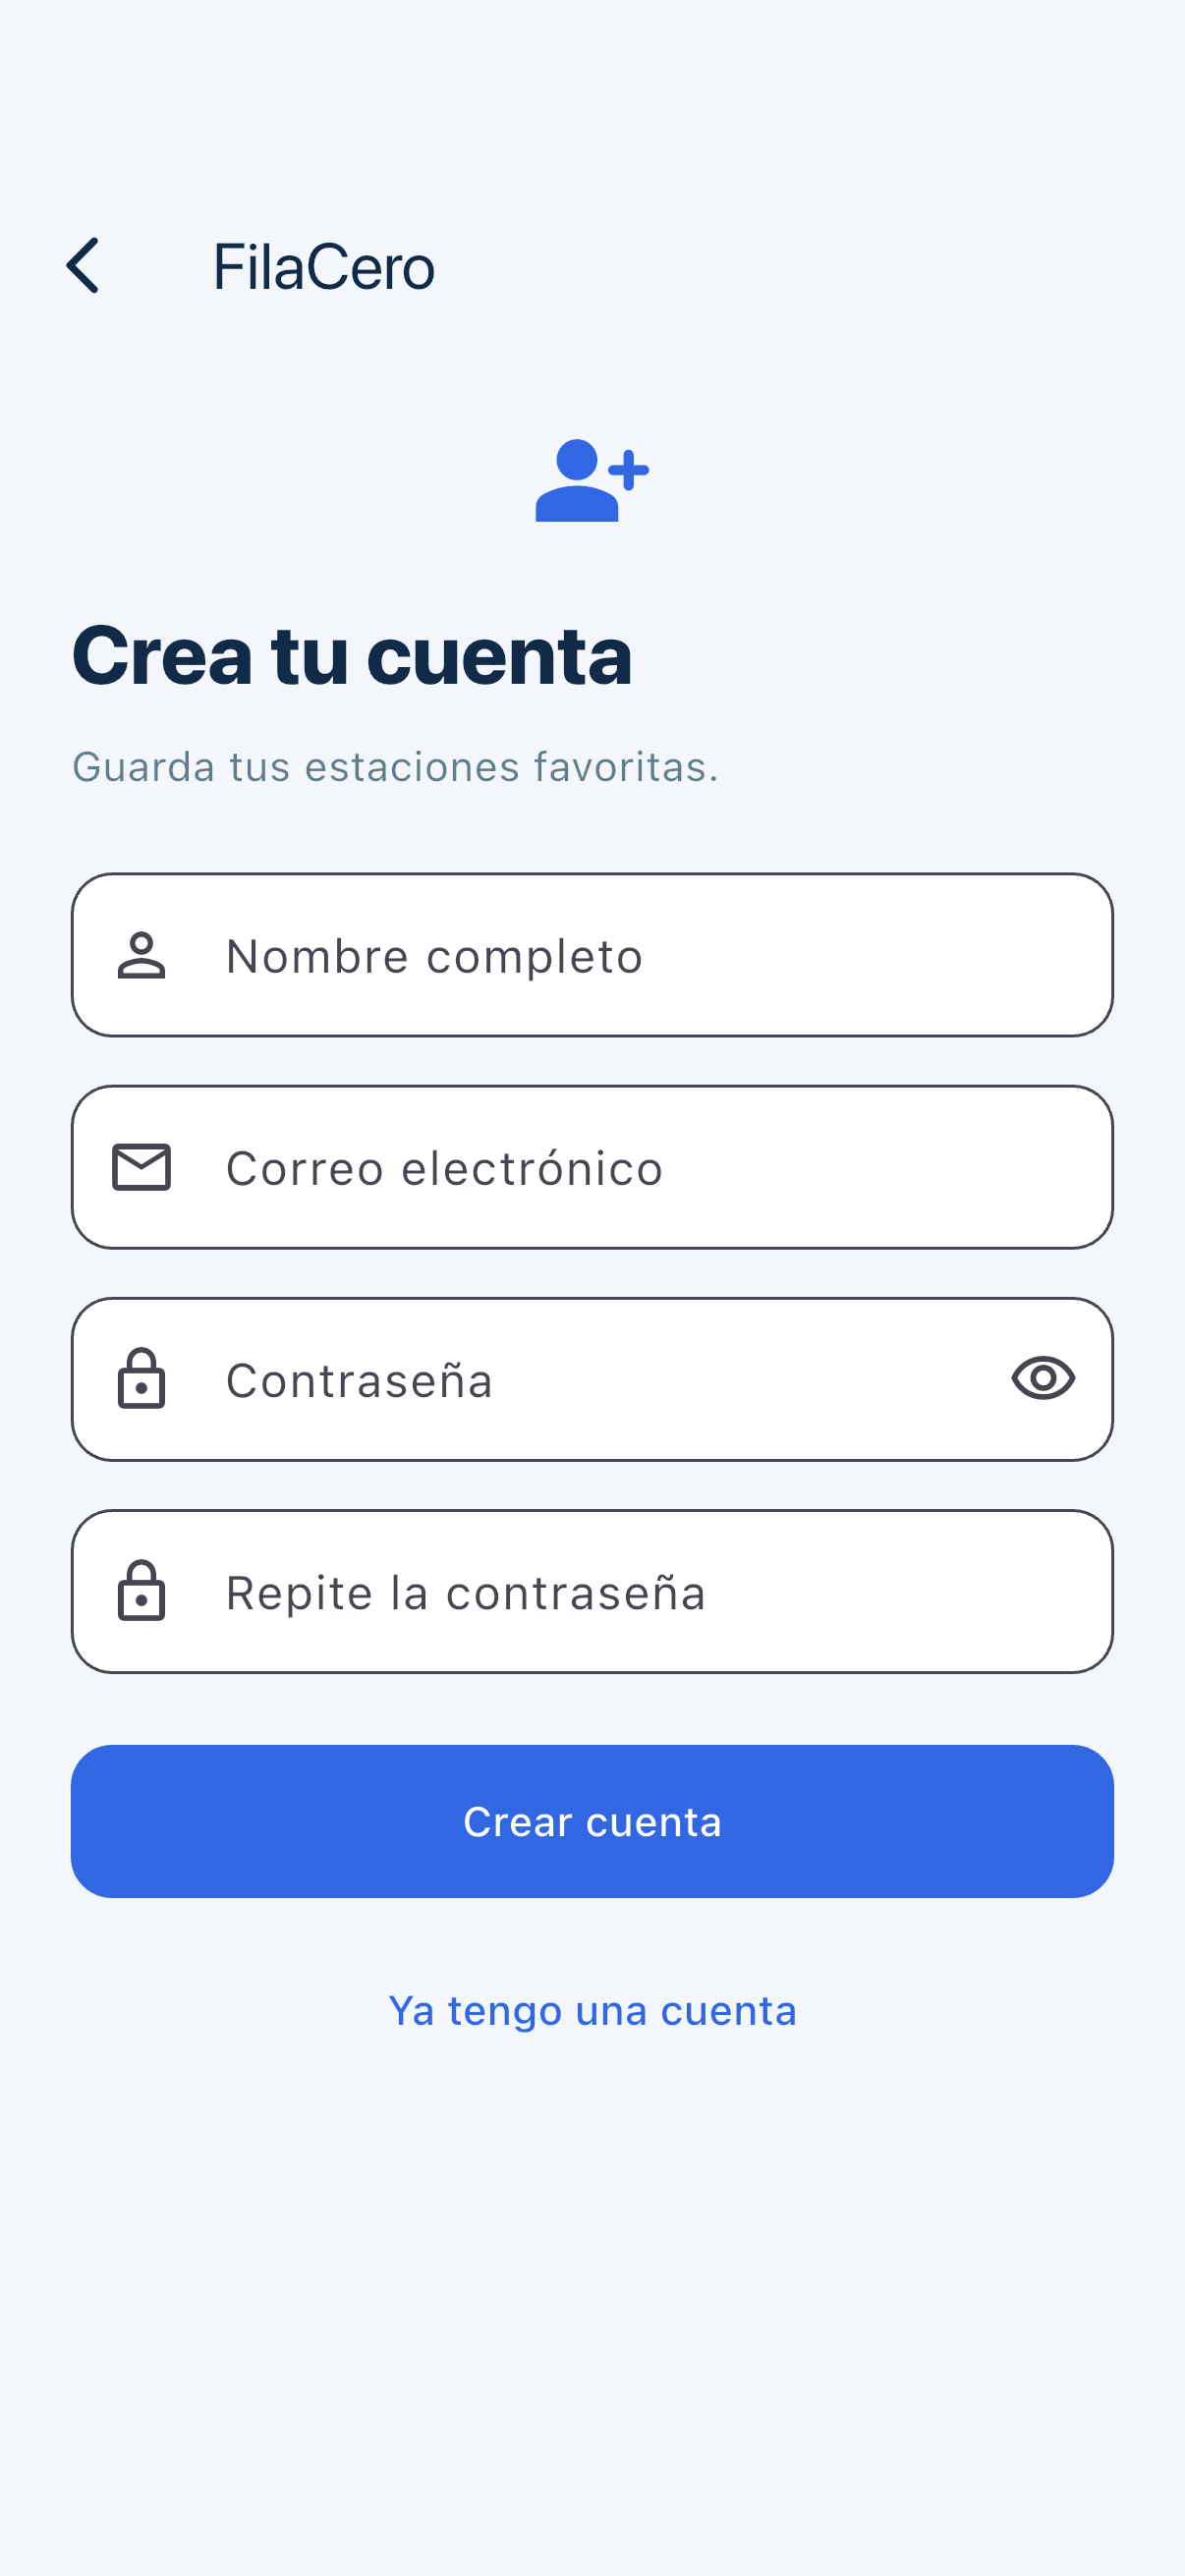 FilaCero
Crea tu cuenta
Guarda tus estaciones favoritas.
Nombre completo
Correo electrónico
Contraseña
Repite la contraseña
Crear cuenta
Ya tengo una cuenta